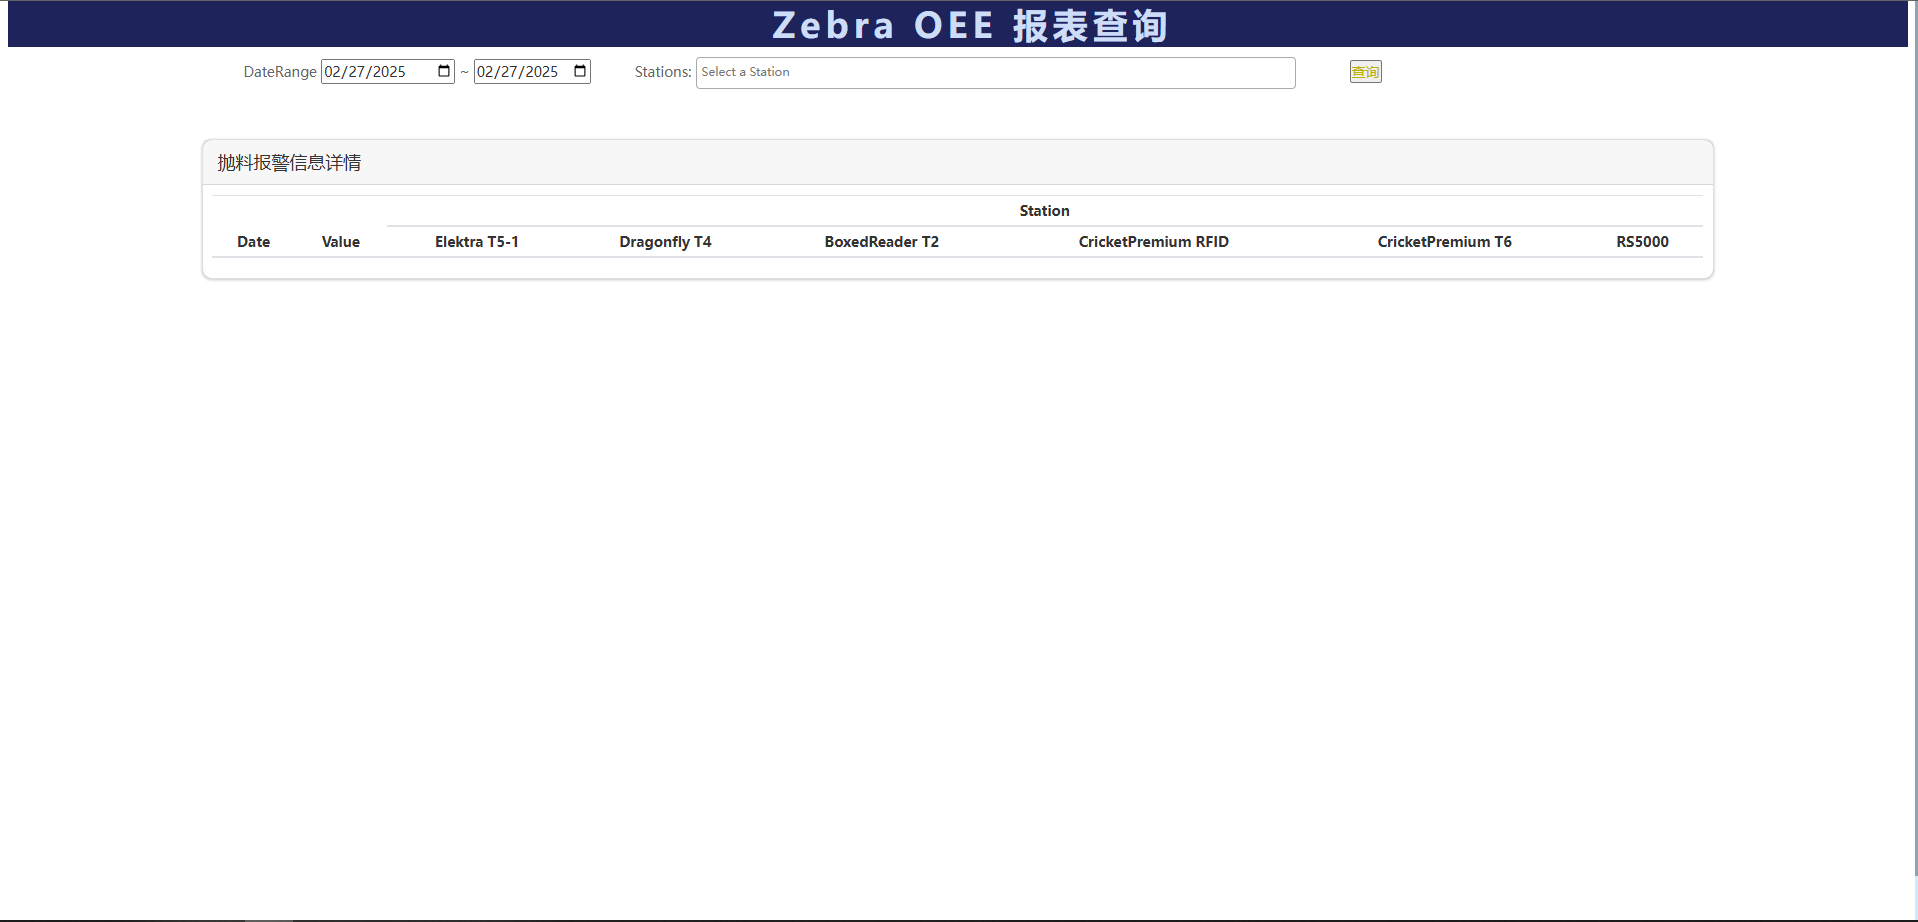 Zebra OEE 报表查询
DateRange 02/27/2025 ~ 02/27/2025 Stations: Select a Station 查询
抛料报警信息详情
Station
Date Value Elektra T5-1 Dragonfly T4 BoxedReader T2 CricketPremium RFID CricketPremium T6 RS5000